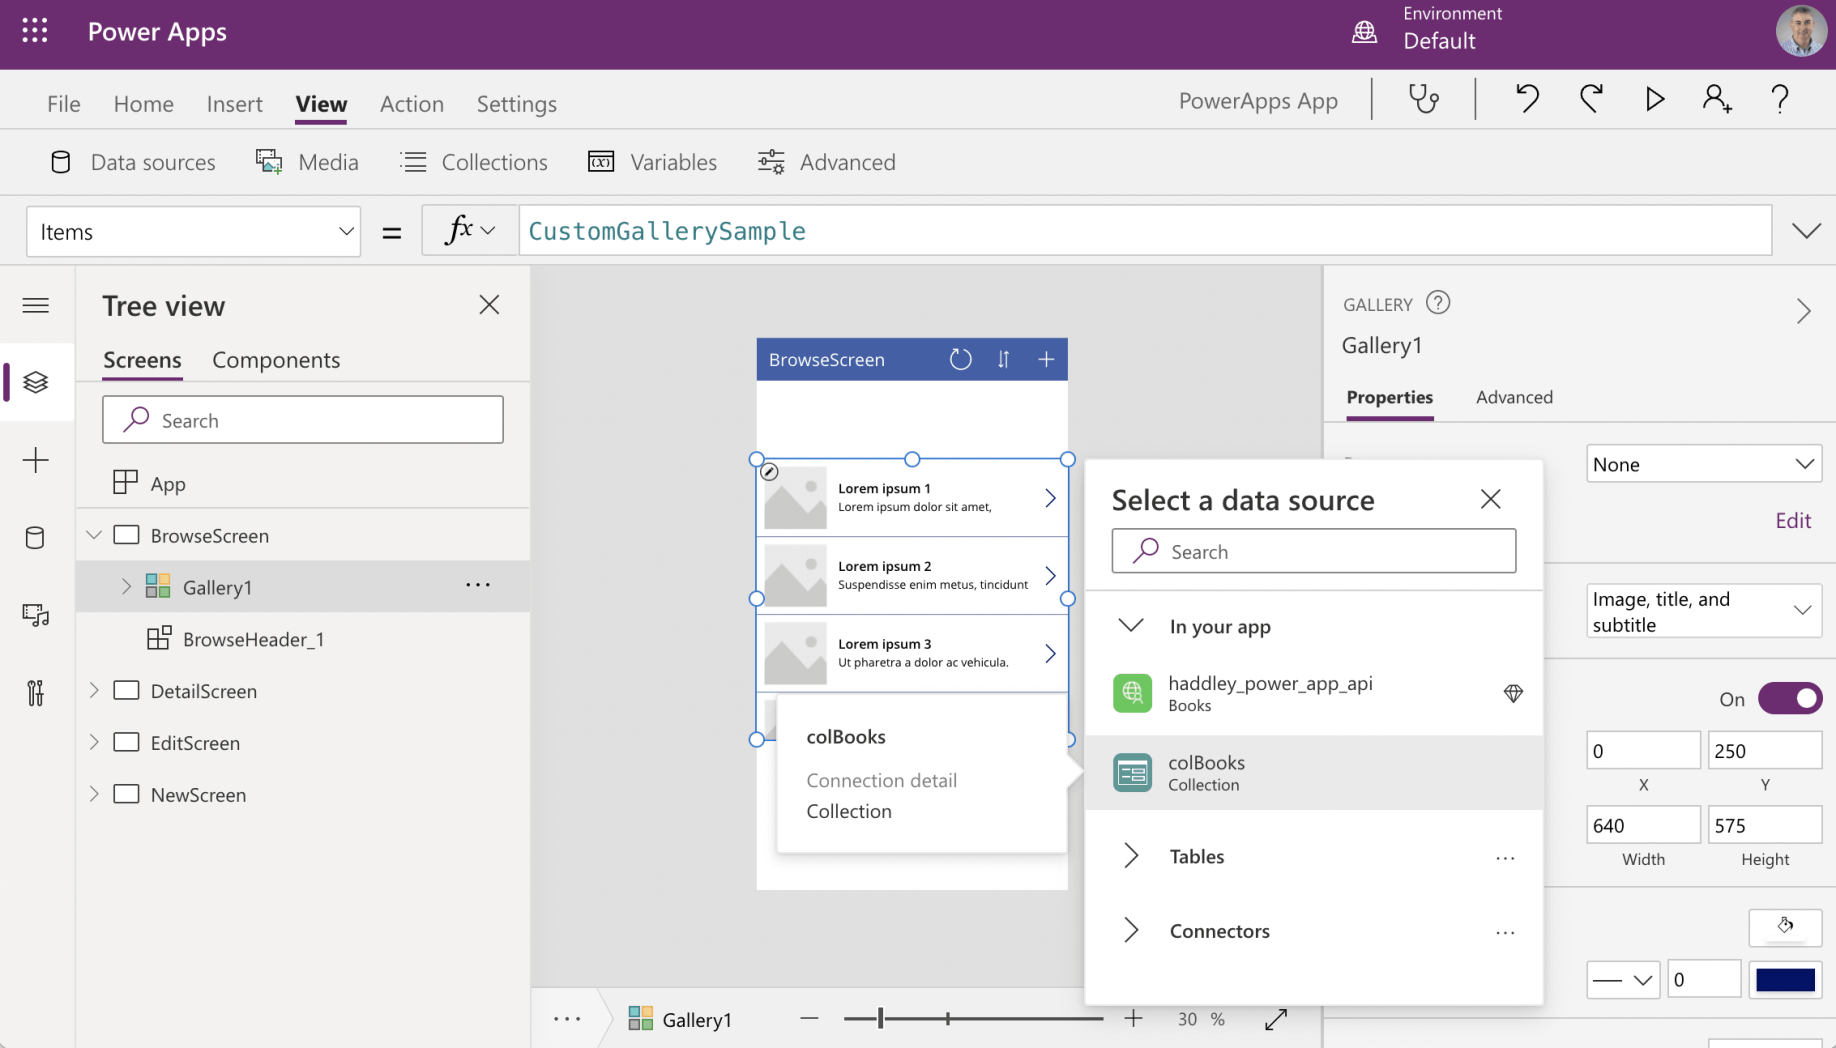 Power Apps
Environment
Default
File Home Insert View Action Settings
PowerApps App
Data sources Media Collections Variables Advanced
Items = fx CustomGallerySample
Tree view
Screens Components
Search
App
BrowseScreen
Gallery1
BrowseHeader_1
DetailScreen
EditScreen
NewScreen
BrowseScreen
Lorem ipsum 1
Lorem ipsum dolor sit amet,
Lorem ipsum 2
Suspendisse enim metus, tincidunt
Lorem ipsum 3
Ut pharetra a dolor ac vehicula.
colBooks
Connection detail
Collection
Select a data source
Search
In your app
haddley_power_app_api
Books
colBooks
Collection
Tables
Connectors
GALLERY
Gallery1
Properties Advanced
None
Edit
Image, title, and
subtitle
On
0 250
X Y
640 575
Width Height
0
Gallery1
30 %